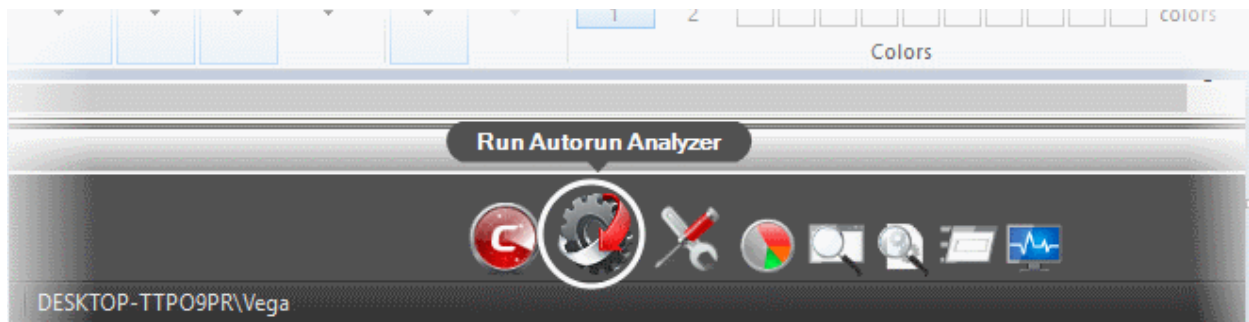 1 2 colors
Colors
Run Autorun Analyzer
C
DESKTOP-TTPO9PR\Vega